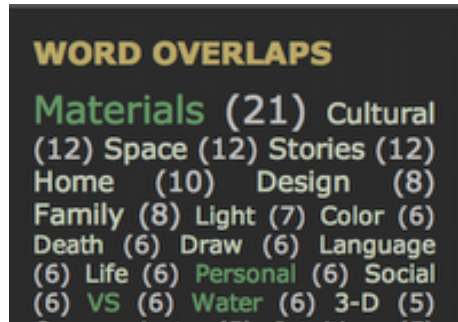 WORD OVERLAPS
Materials (21) Cultural
(12) Space (12) Stories (12)
Home (10) Design (8)
Family (8) Light (7) Color (6)
Death (6) Draw (6) Language
(6) Life (6) Personal (6) Social
(6) VS (6) Water (6) 3-D (5)